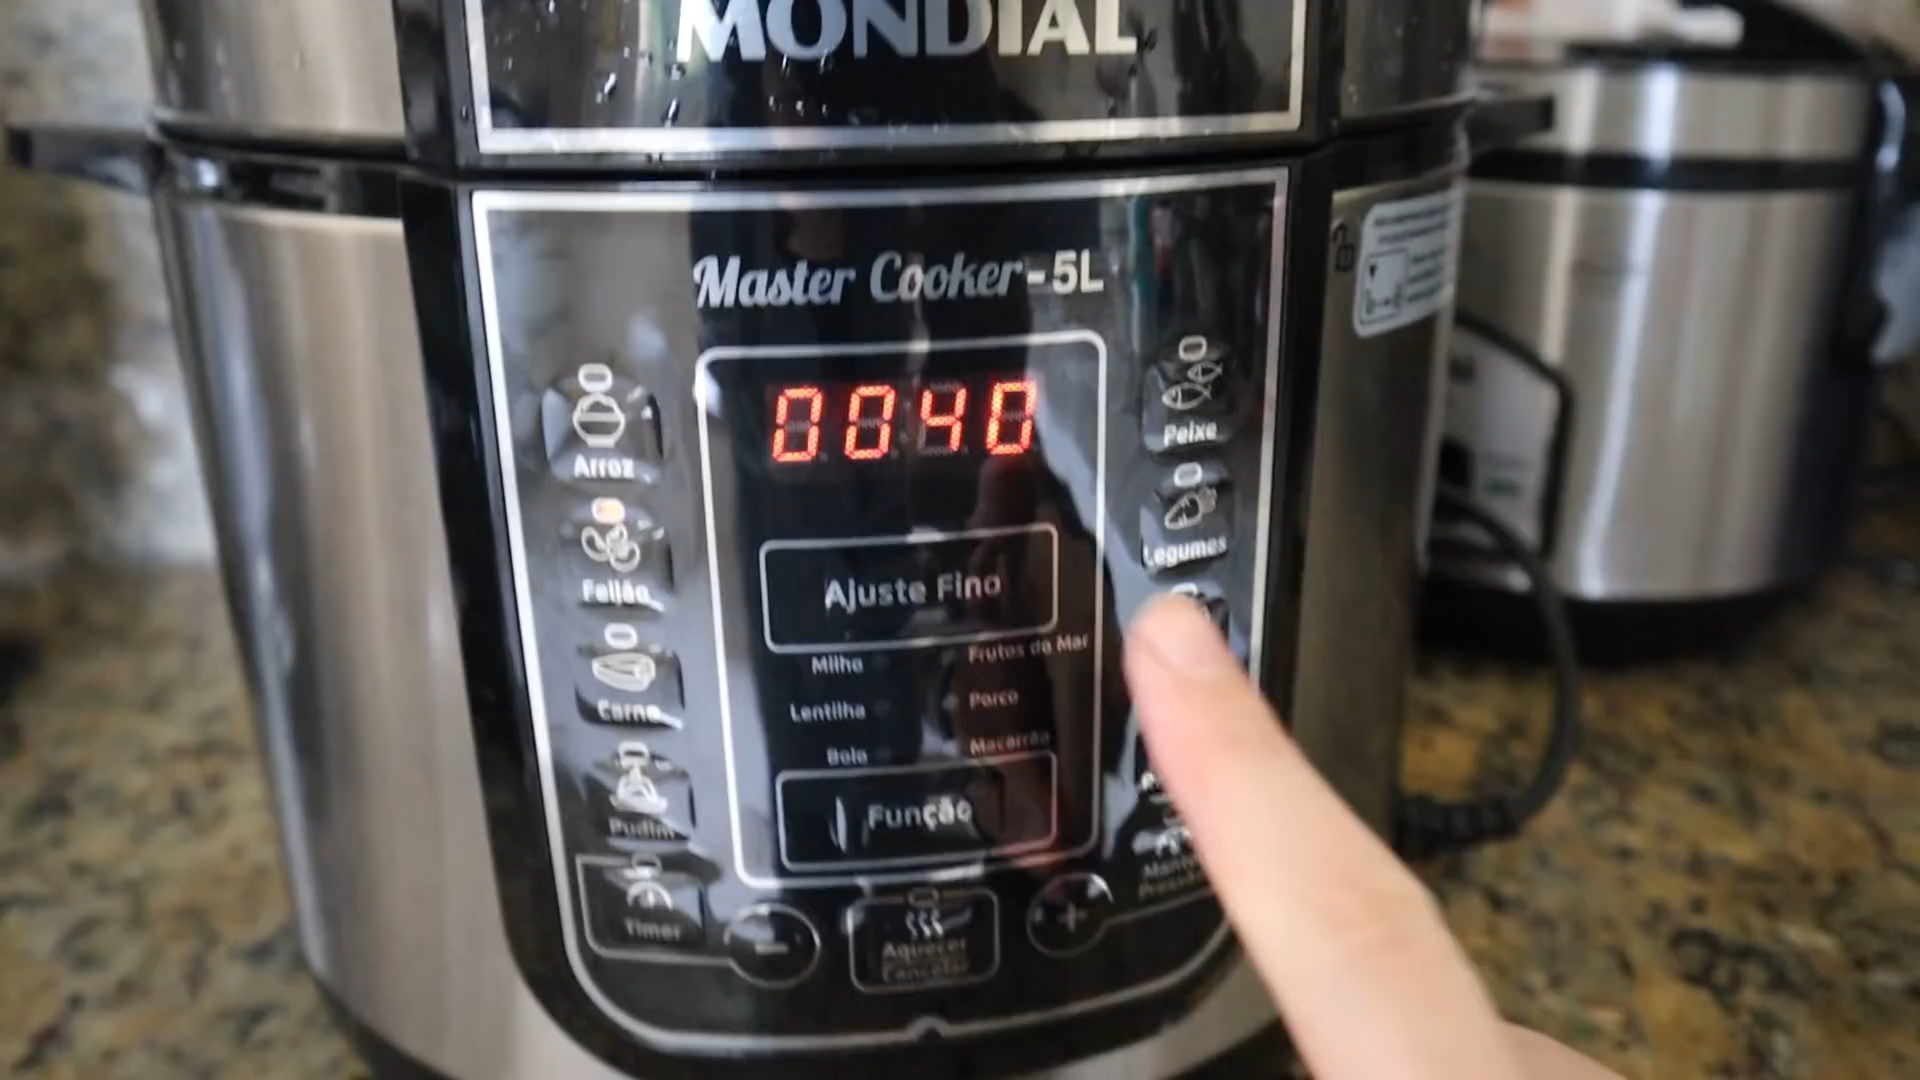 MONDIAL
Master Cooker-5L
0040
Arroz
Peixe
Feijão
Legumes
Ajuste Fino
Milho
Frutos do Mar
Carne
Lentilha
Porco
Bolo
Macarrão
Pudim
Função
Timer
-
Aquecer
Cancelar
+